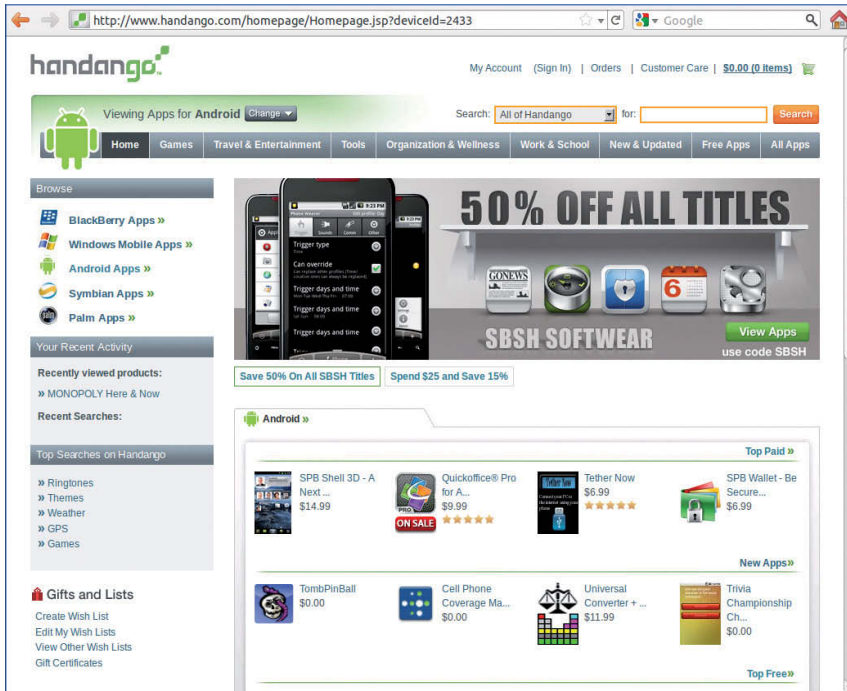 http://www.handango.com/homepage/Homepage.jsp?deviceId=2433
Google
handango
My Account (Sign In) | Orders | Customer Care | $0.00 (0 items)
Viewing Apps for Android Change
Search: All of Handango for: Search
Home Games Travel & Entertainment Tools Organization & Wellness Work & School New & Updated Free Apps All Apps
Browse
BlackBerry Apps »
Windows Mobile Apps »
Android Apps »
Symbian Apps »
palm Palm Apps »
Your Recent Activity
Recently viewed products:
» MONOPOLY Here & Now
Recent Searches:
Top Searches on Handango
» Ringtones
» Themes
» Weather
» GPS
» Games
Gifts and Lists
Create Wish List
Edit My Wish Lists
View Other Wish Lists
Gift Certificates
9:23 PM
Trigger type
Can override
Trigger days and time
Trigger days and time
Trigger days and time
50% OFF ALL TITLES
GONEWS
6
SBSH SOFTWEAR
View Apps
use code SBSH
Save 50% On All SBSH Titles
Spend $25 and Save 15%
Android »
Top Paid »
SPB Shell 3D - A
Next ...
$14.99
PRO
ON SALE
Quickoffice® Pro
for A...
$9.99
Tether Now
Tether Now
$6.99
SPB Wallet - Be
Secure...
$6.99
New Apps»
TombPinBall
$0.00
Cell Phone
Coverage Ma...
$0.00
Universal
Converter + ...
$11.99
Trivia
Championship
Ch...
$0.00
Top Free»